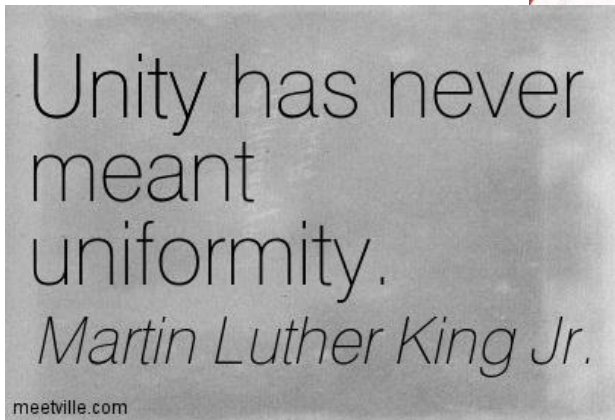 Unity has never
meant
uniformity.
Martin Luther King Jr.
meetville.com